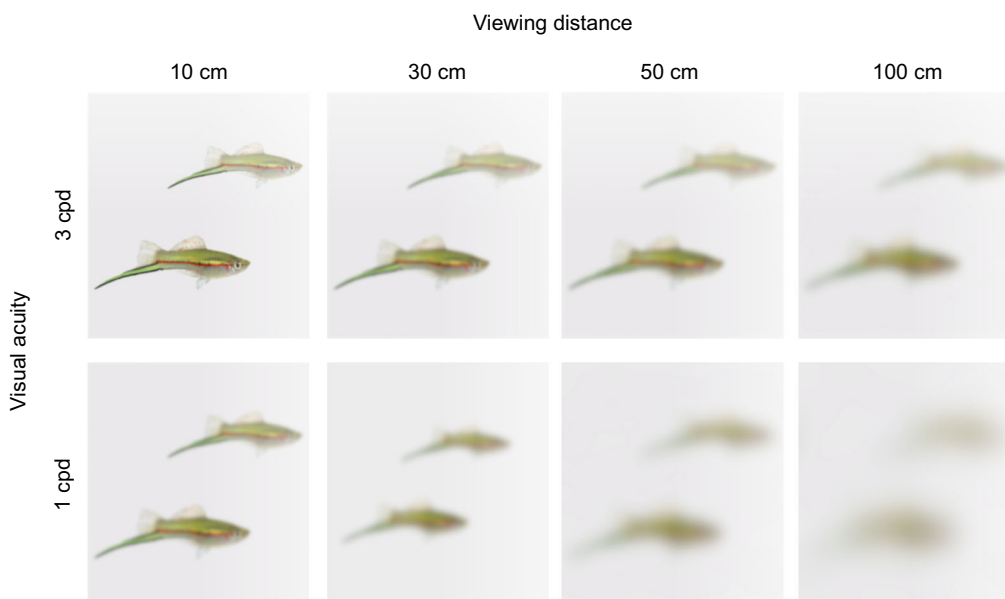 Viewing distance
10 cm
30 cm
50 cm
100 cm
Visual acuity
3 cpd
1 cpd